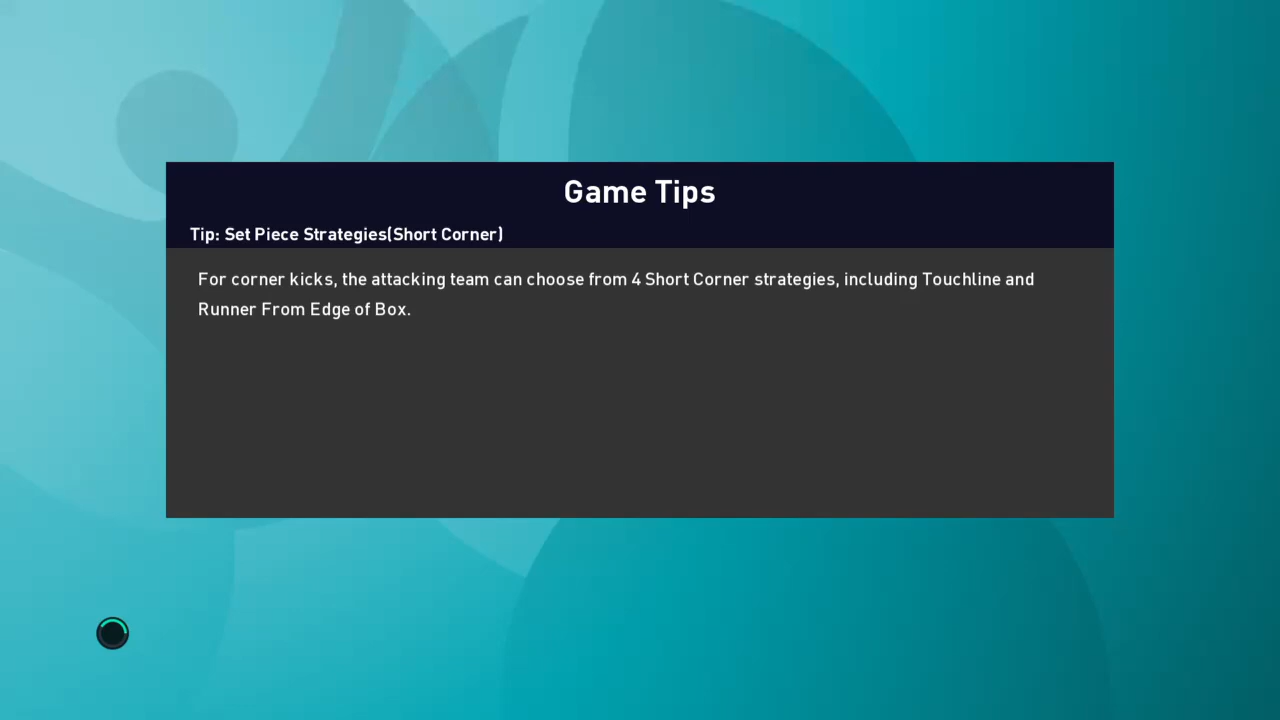 Game Tips
Tip: Set Piece Strategies(Short Corner)
For corner kicks, the attacking team can choose from 4 Short Corner strategies, including Touchline and
Runner From Edge of Box.